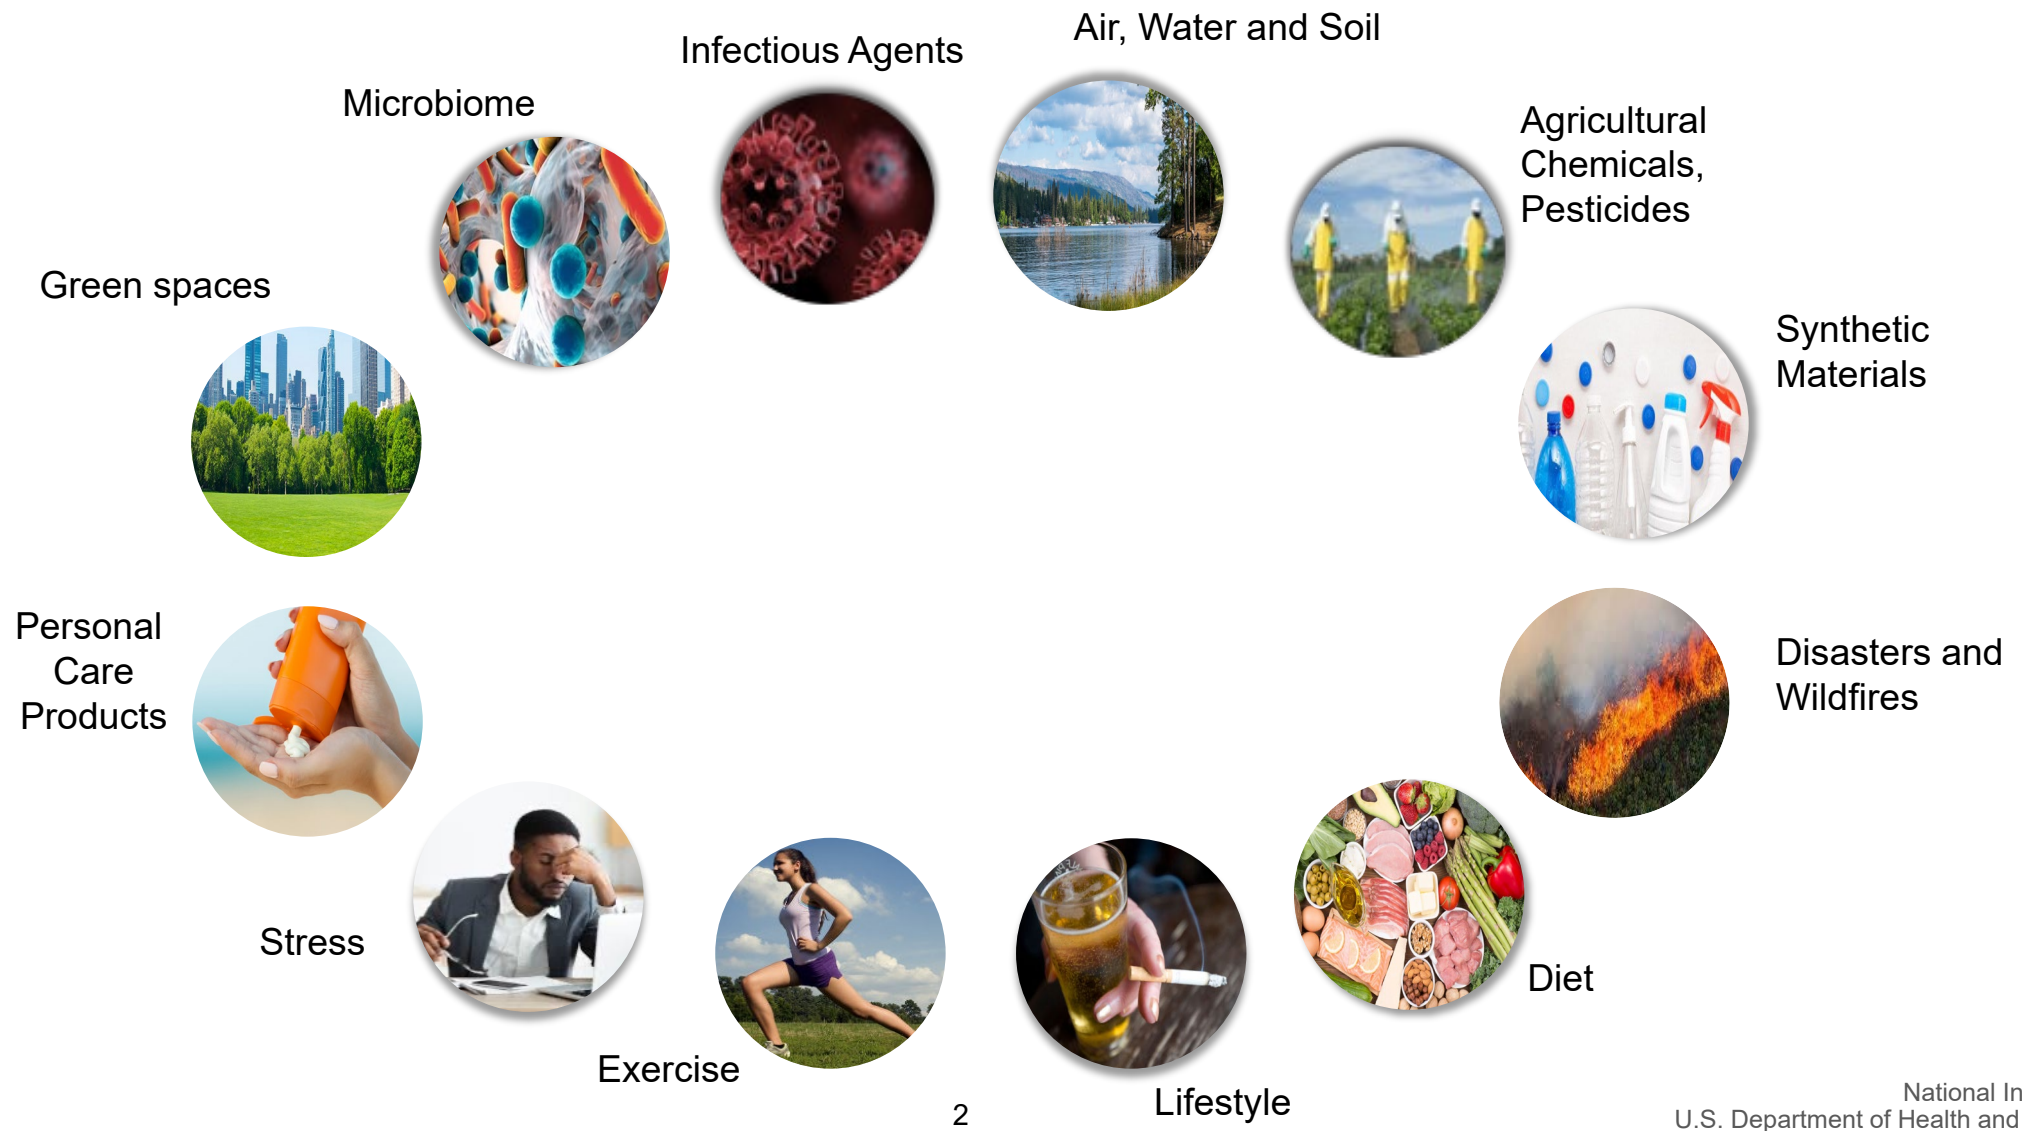 Air, Water and Soil
Infectious Agents
Microbiome
Agricultural
Chemicals,
Pesticides
Green spaces
Synthetic
Materials
Personal
Care
Products
Disasters and
Wildfires
Stress
Diet
Exercise
Lifestyle
2
National In
U.S. Department of Health and